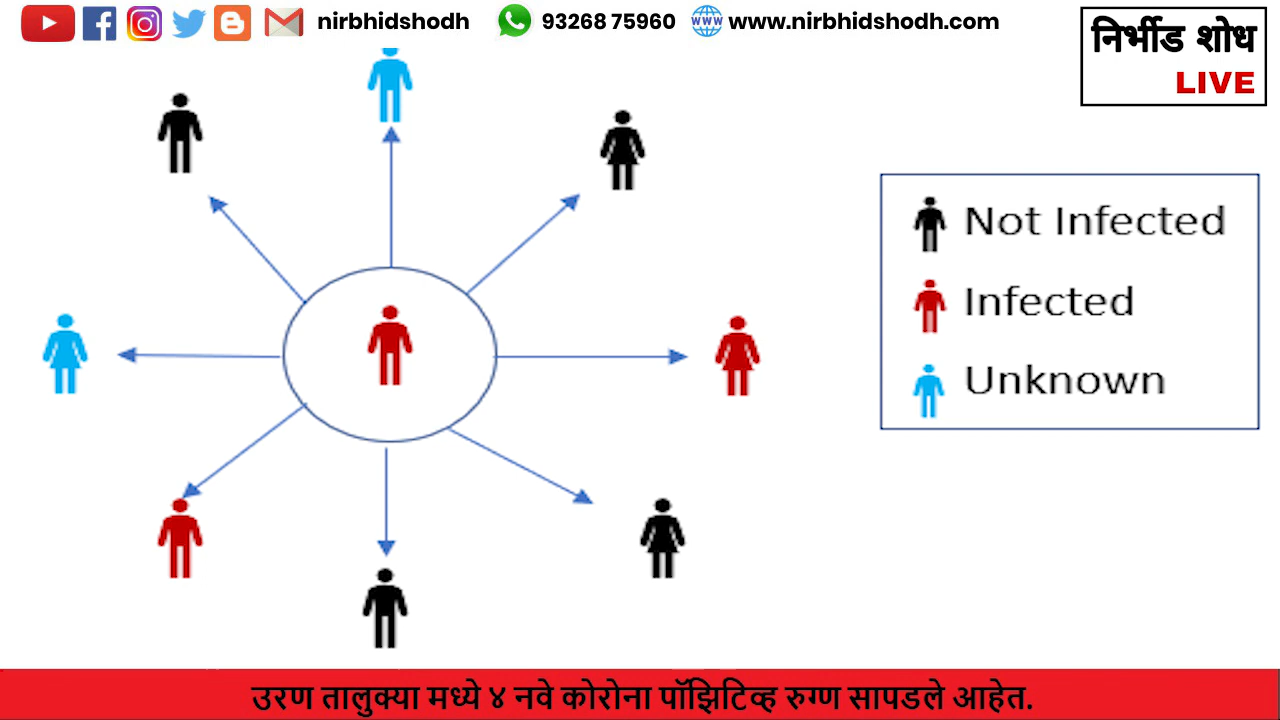 nirbhidshodh 93268 75960 www.nirbhidshodh.com
निर्भीड शोध
LIVE
Not Infected
Infected
Unknown
उरण तालुक्या मध्ये ४ नवे कोरोना पॉझिटिव्ह रुग्ण सापडले आहेत.